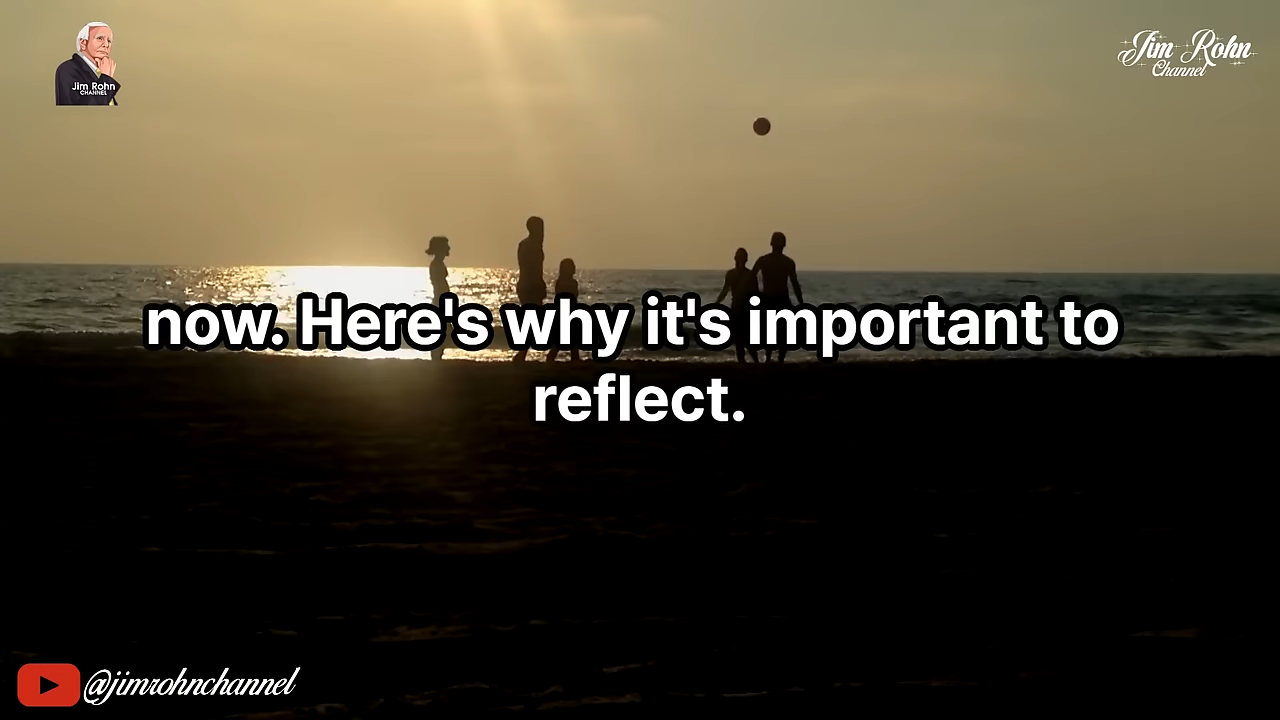 Jim Rohn
CHANNEL
Jim Rohn
Channel
now. Here's why it's important to
reflect.
@jimrohnchannel